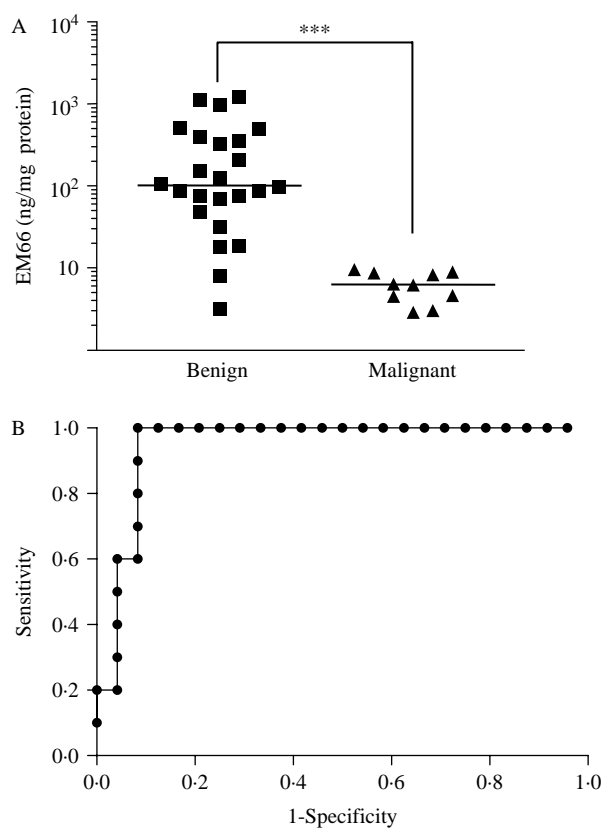 A
***
10⁴
10³
10²
10
EM66 (ng/mg protein)
Benign Malignant
B
1·0
0·8
0·6
0·4
0·2
0·0
Sensitivity
0·0 0·2 0·4 0·6 0·8 1·0
1-Specificity